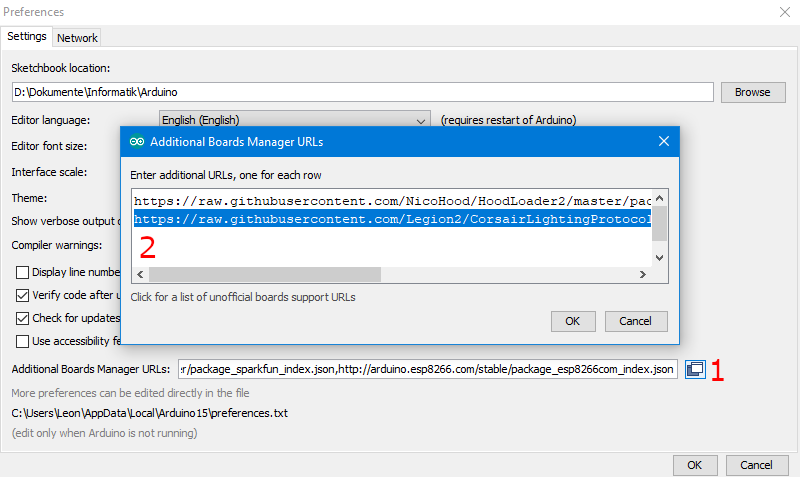 Preferences
Settings Network
Sketchbook location:
D:\Dokumente\Informatik\Arduino Browse
Editor language: English (English) (requires restart of Arduino)
Editor font size:
Interface scale:
Theme:
Show verbose output
Compiler warnings:
Display line
Verify code after
Check for updates
Use accessibility
Additional Boards Manager URLs
Enter additional URLs, one for each row
https://raw.githubusercontent.com/NicoHood/HoodLoader2/master/pac
https://raw.githubusercontent.com/Legion2/CorsairLightingProtocol
2
Click for a list of unofficial boards support URLs
OK Cancel
Additional Boards Manager URLs: r/package_sparkfun_index.json,http://arduino.esp8266.com/stable/package_esp8266com_index.json 1
More preferences can be edited directly in the file
C:\Users\Leon\AppData\Local\Arduino15\preferences.txt
(edit only when Arduino is not running)
OK Cancel